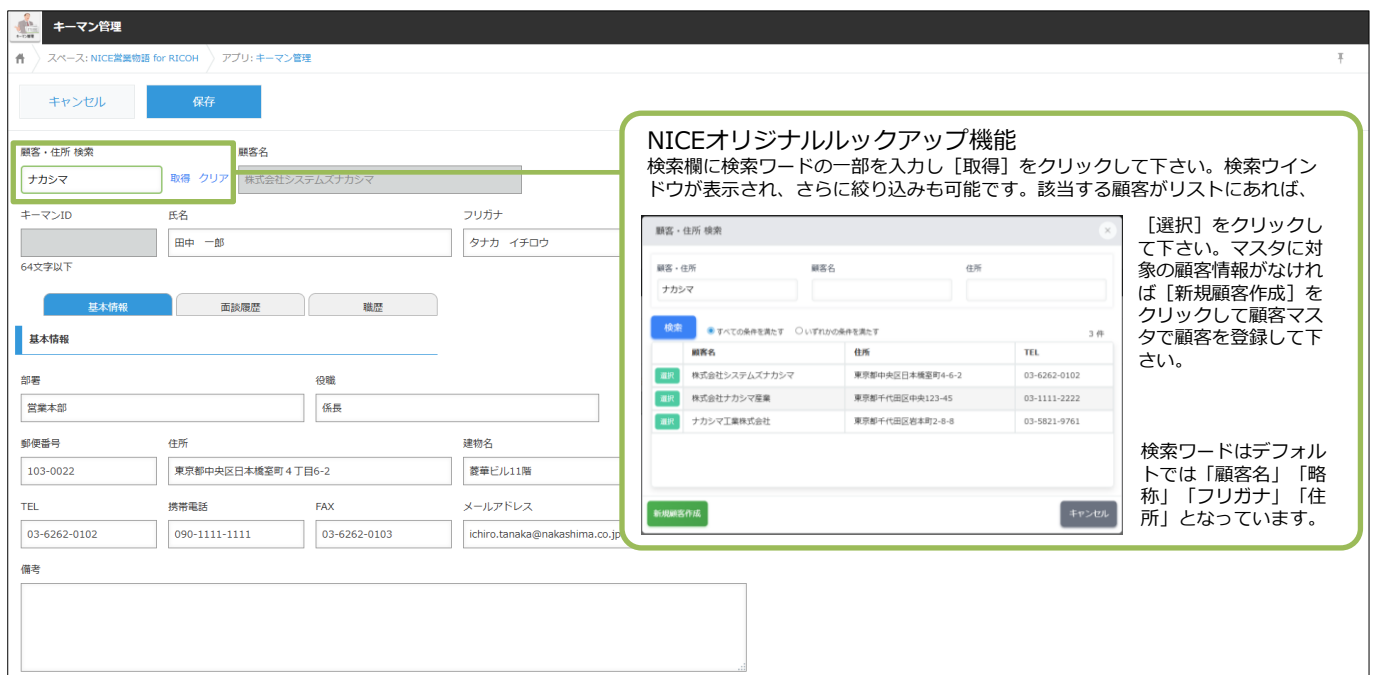 キーマン管理
スペース: NICE営業物語 for RICOH
アプリ: キーマン管理
キャンセル
保存
顧客・住所 検索
顧客名
ナカシマ
取得 クリア
株式会社システムズナカシマ
キーマンID
氏名
フリガナ
田中 一郎
タナカ イチロウ
64文字以下
基本情報
面談履歴
職歴
基本情報
部署
役職
営業本部
係長
郵便番号
住所
建物名
103-0022
東京都中央区日本橋室町4丁目6-2
菱華ビル11階
TEL
携帯電話
FAX
メールアドレス
03-6262-0102
090-1111-1111
03-6262-0103
ichiro.tanaka@nakashima.co.jp
備考
NICEオリジナルルックアップ機能
検索欄に検索ワードの一部を入力し［取得］をクリックして下さい。検索ウイン
ドウが表示され、さらに絞り込みも可能です。該当する顧客がリストにあれば、
［選択］をクリックし
て下さい。マスタに対
象の顧客情報がなけれ
ば［新規顧客作成］を
クリックして顧客マス
タで顧客を登録して下
さい。
顧客・住所 検索
顧客・住所
顧客名
住所
ナカシマ
検索
すべての条件を満たす
いずれかの条件を満たす
3 件
顧客名
住所
TEL
選択 株式会社システムズナカシマ 東京都中央区日本橋室町4-6-2 03-6262-0102
選択 株式会社ナカシマ産業 東京都千代田区中央123-45 03-1111-2222
選択 ナカシマ工業株式会社 東京都千代田区岩本町2-8-8 03-5821-9761
新規顧客作成
キャンセル
検索ワードはデフォル
トでは「顧客名」「略
称」「フリガナ」「住
所」となっています。